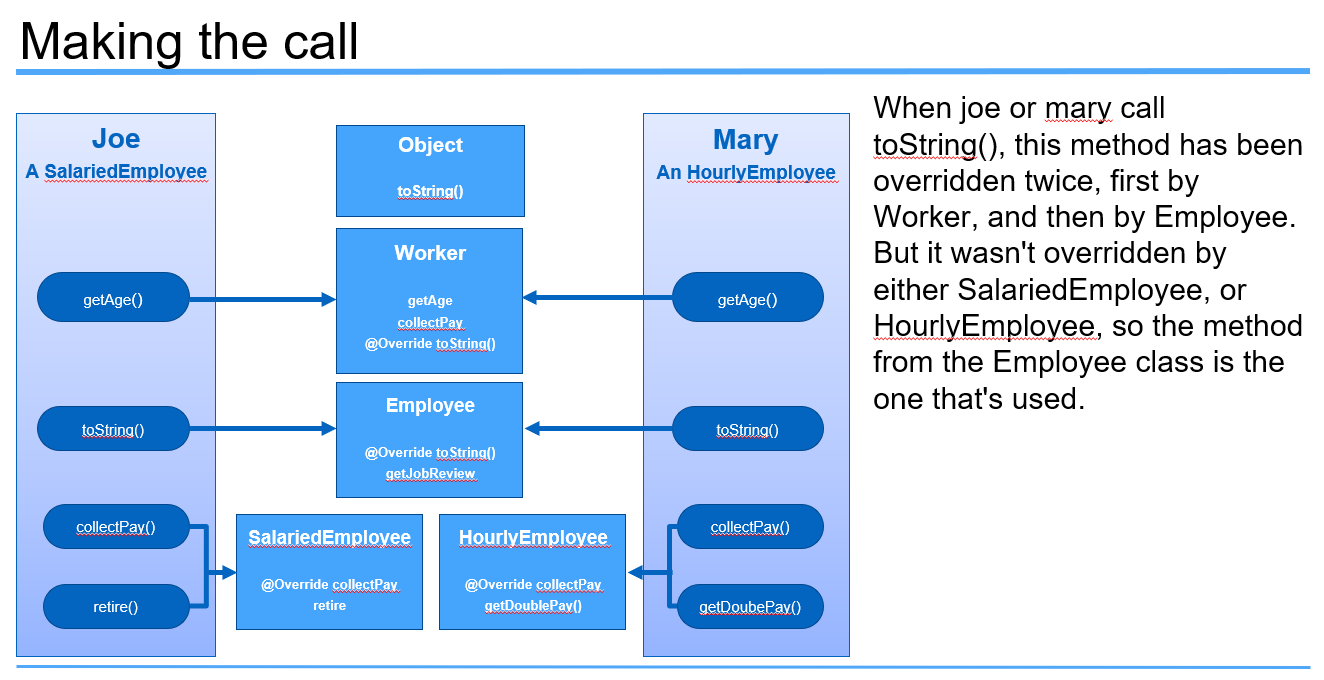 Making the call
Joe
A SalariedEmployee
getAge()
toString()
collectPay()
retire()
Object
toString()
Worker
getAge
collectPay
@Override toString()
Employee
@Override toString()
getJobReview
SalariedEmployee
@Override collectPay
retire
HourlyEmployee
@Override collectPay
getDoublePay()
Mary
An HourlyEmployee
getAge()
toString()
collectPay()
getDoubePay()
When joe or mary call
toString(), this method has been
overridden twice, first by
Worker, and then by Employee.
But it wasn't overridden by
either SalariedEmployee, or
HourlyEmployee, so the method
from the Employee class is the
one that's used.